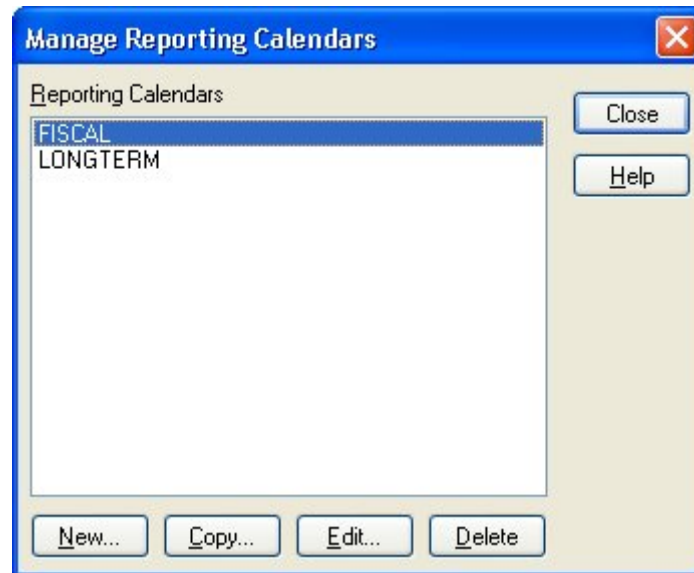 Manage Reporting Calendars
Reporting Calendars
FISCAL
LONGTERM
Close
Help
New...
Copy...
Edit...
Delete